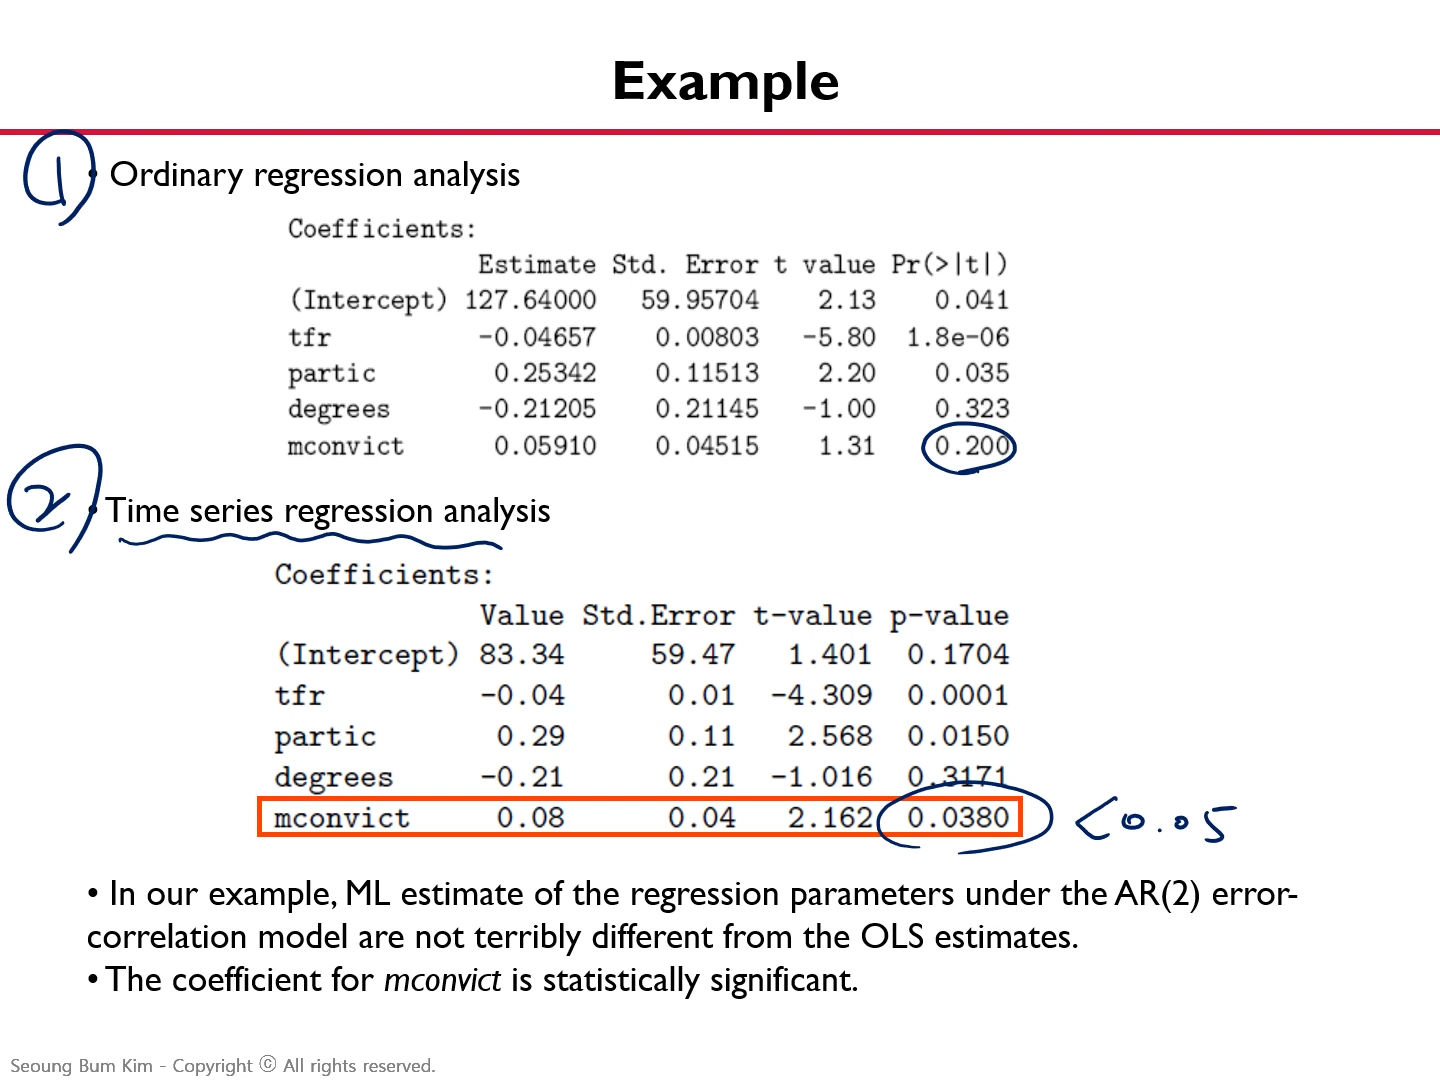 Example
1
• Ordinary regression analysis
Coefficients:
Estimate Std. Error t value Pr(>|t|)
(Intercept) 127.64000 59.95704 2.13 0.041
tfr -0.04657 0.00803 -5.80 1.8e-06
partic 0.25342 0.11513 2.20 0.035
degrees -0.21205 0.21145 -1.00 0.323
mconvict 0.05910 0.04515 1.31 0.200
2
• Time series regression analysis
Coefficients:
Value Std.Error t-value p-value
(Intercept) 83.34 59.47 1.401 0.1704
tfr -0.04 0.01 -4.309 0.0001
partic 0.29 0.11 2.568 0.0150
degrees -0.21 0.21 -1.016 0.3171
mconvict 0.08 0.04 2.162 0.0380 <0.05
• In our example, ML estimate of the regression parameters under the AR(2) error-
correlation model are not terribly different from the OLS estimates.
• The coefficient for mconvict is statistically significant.
Seoung Bum Kim - Copyright © All rights reserved.